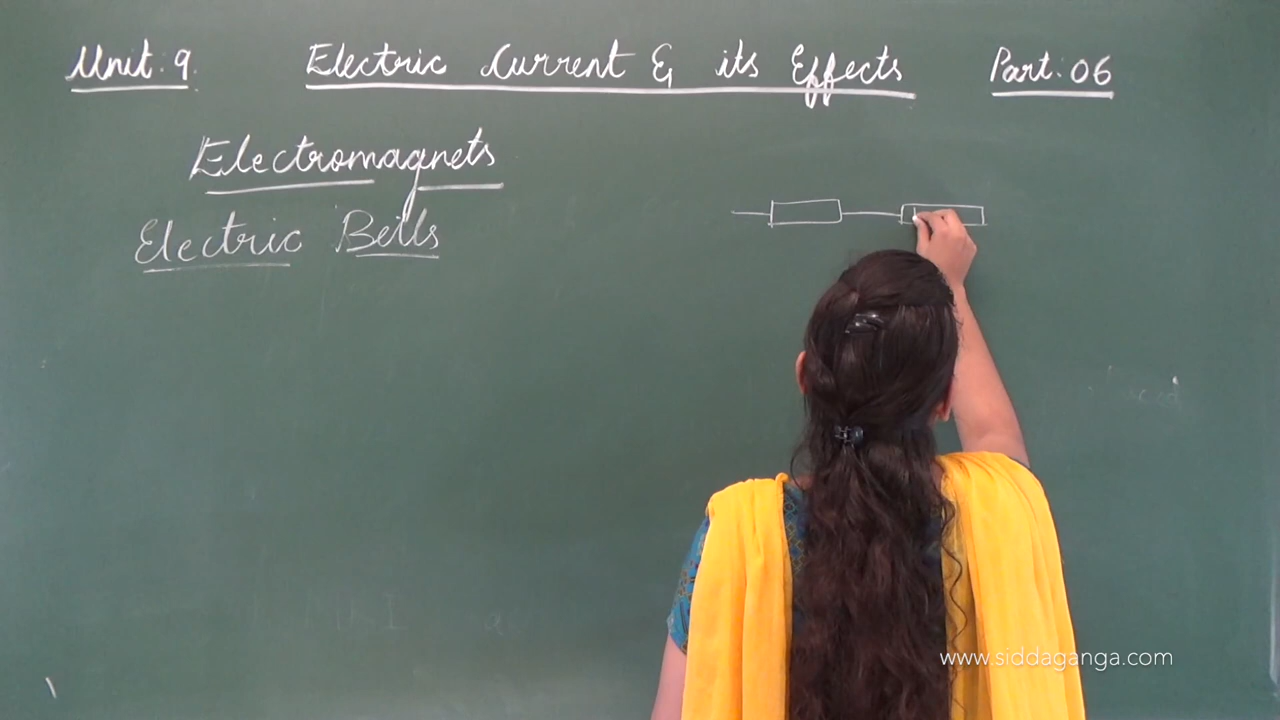 Unit: 9. Electric Current & its Effects Part: 06
Electromagnets
Electric Bells
www.siddaganga.com